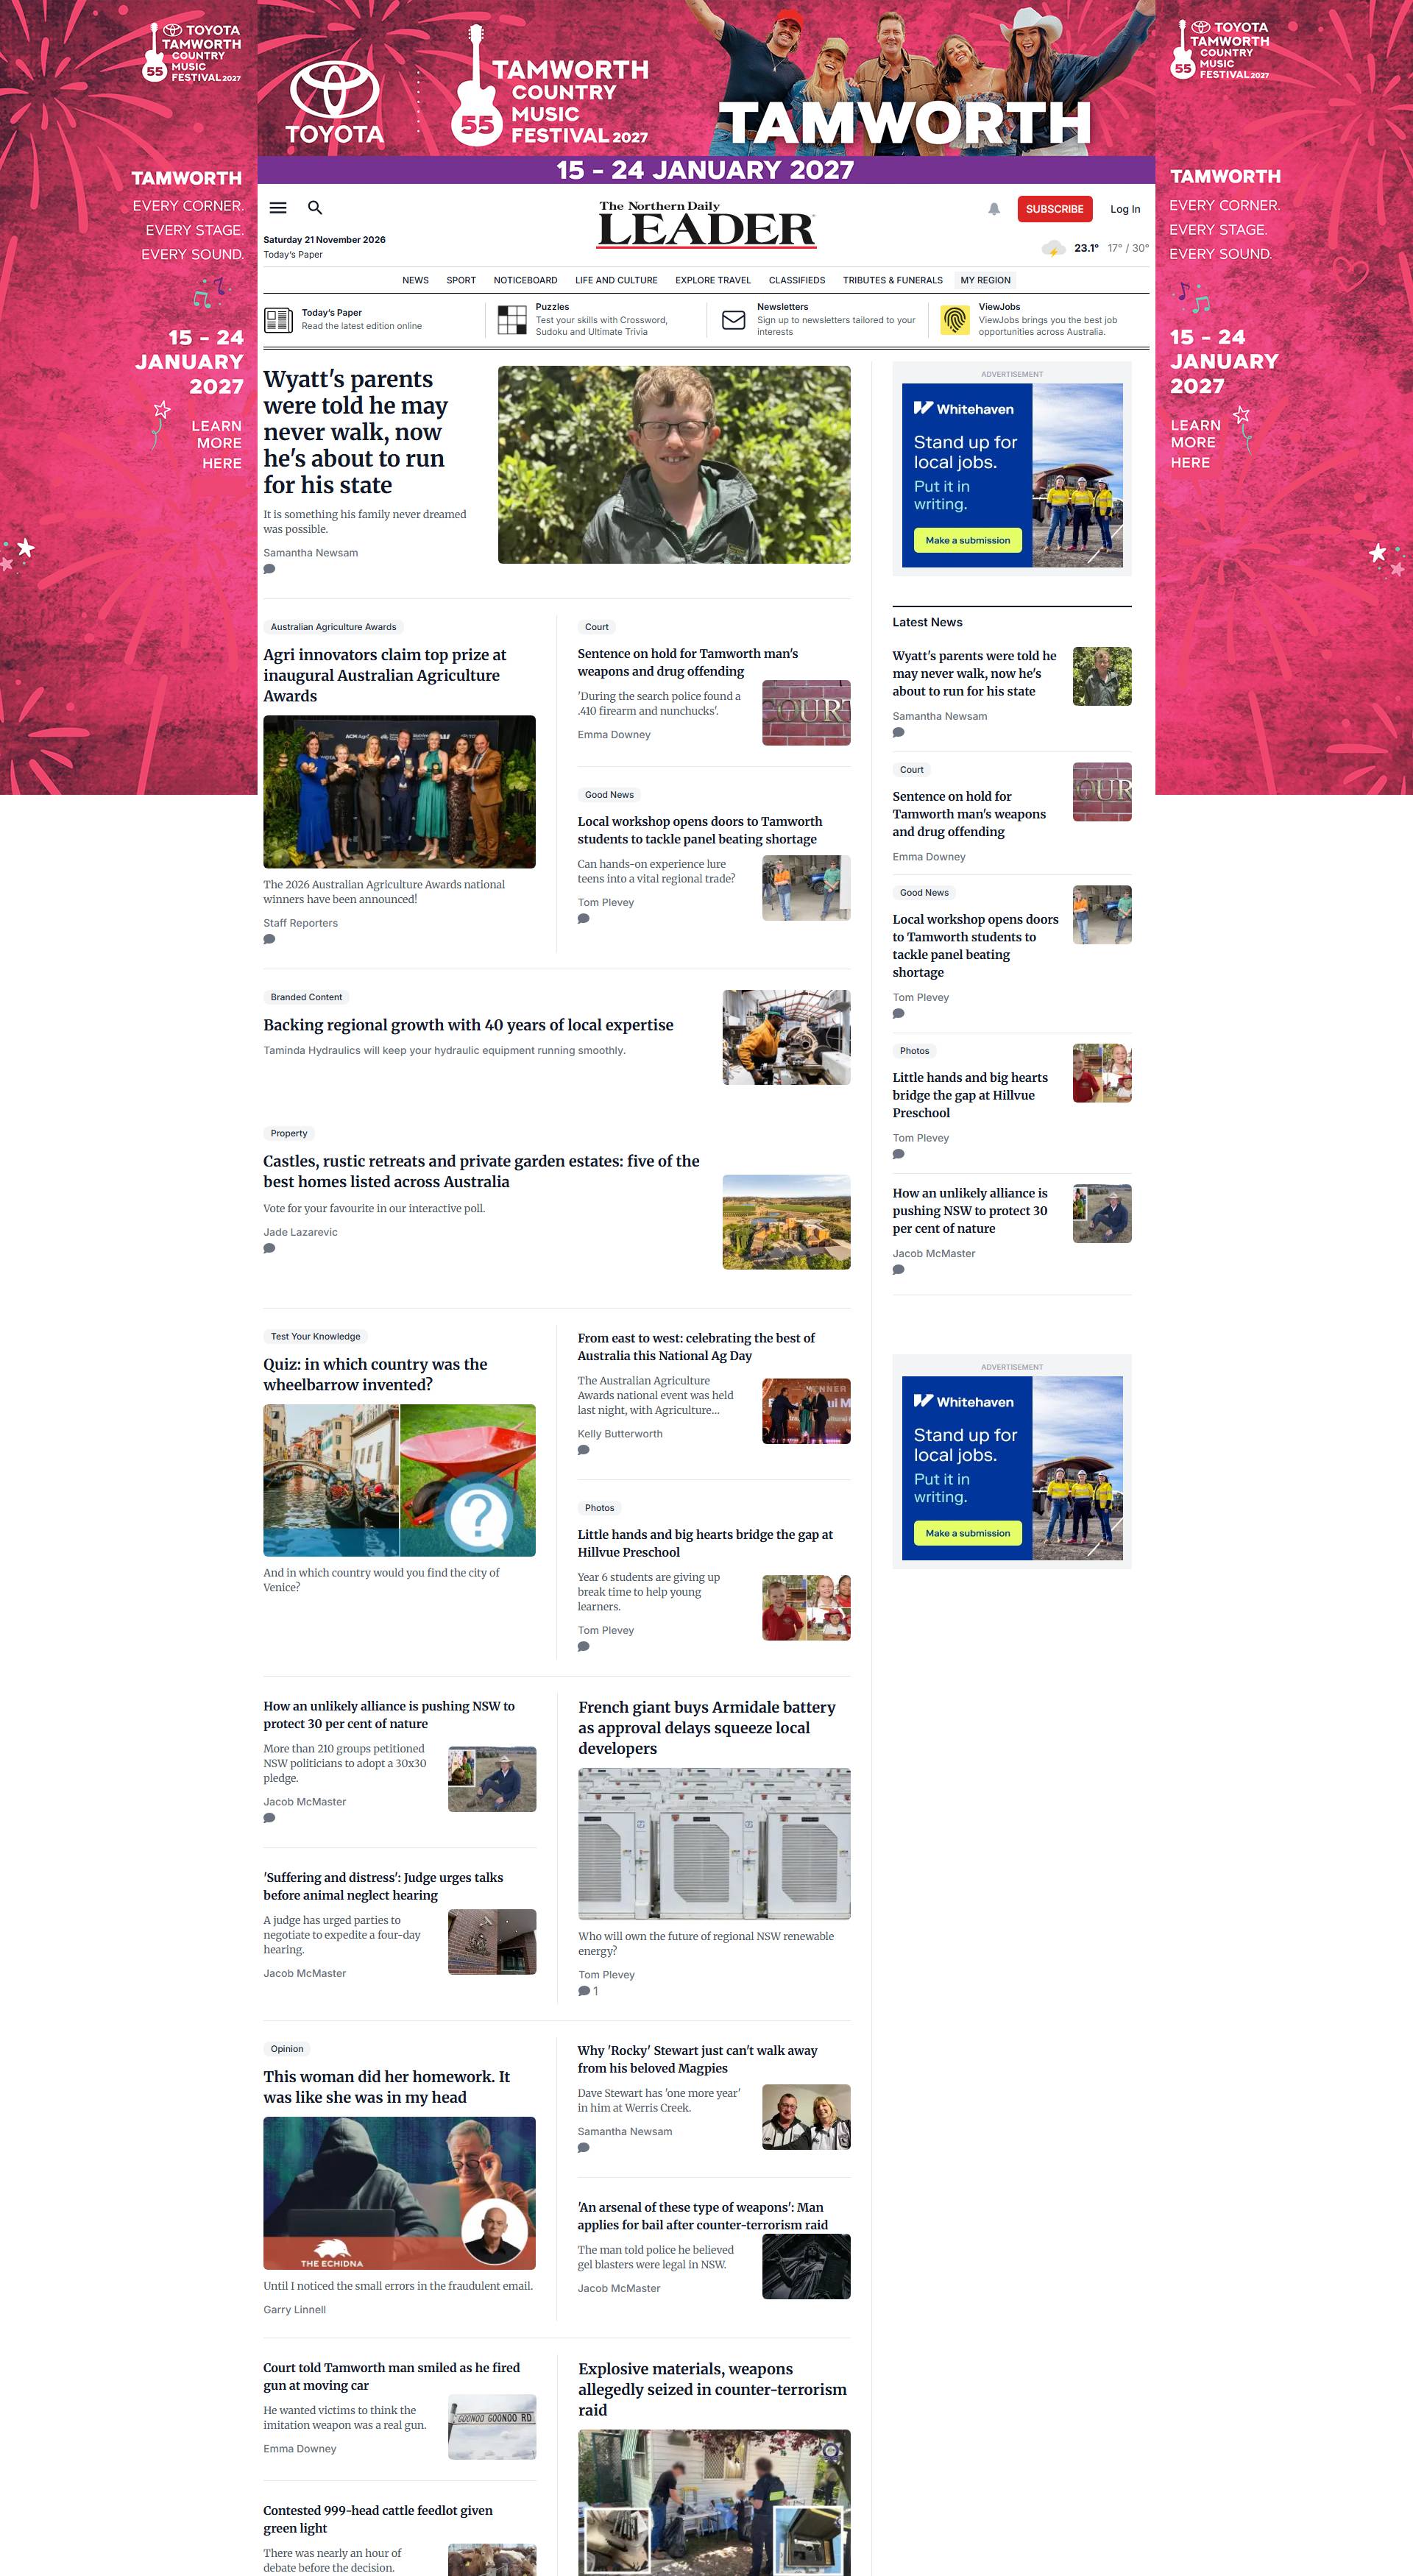 TOYOTA
TAMWORTH
COUNTRY
MUSIC
FESTIVAL 2027
55
TAMWORTH
EVERY CORNER.
EVERY STAGE.
EVERY SOUND.
15 - 24
JANUARY
2027
LEARN
MORE
HERE
TOYOTA
55
TAMWORTH
COUNTRY
MUSIC
FESTIVAL 2027
TAMWORTH
15 - 24 JANUARY 2027
TOYOTA
TAMWORTH
COUNTRY
MUSIC
FESTIVAL 2027
55
TAMWORTH
EVERY CORNER.
EVERY STAGE.
EVERY SOUND.
15 - 24
JANUARY
2027
LEARN
MORE
HERE
The Northern Daily
LEADER
SUBSCRIBE
Log In
Saturday 21 November 2026
Today's Paper
23.1° 17° / 30°
NEWS SPORT NOTICEBOARD LIFE AND CULTURE EXPLORE TRAVEL CLASSIFIEDS TRIBUTES & FUNERALS MY REGION
Today's Paper
Read the latest edition online
Puzzles
Test your skills with Crossword,
Sudoku and Ultimate Trivia
Newsletters
Sign up to newsletters tailored to your
interests
ViewJobs
ViewJobs brings you the best job
opportunities across Australia.
Wyatt's parents
were told he may
never walk, now
he's about to run
for his state
It is something his family never dreamed
was possible.
Samantha Newsam
Australian Agriculture Awards
Agri innovators claim top prize at
inaugural Australian Agriculture
Awards
The 2026 Australian Agriculture Awards national
winners have been announced!
Staff Reporters
Court
Sentence on hold for Tamworth man's
weapons and drug offending
'During the search police found a
.410 firearm and nunchucks'.
Emma Downey
COURT
Good News
Local workshop opens doors to Tamworth
students to tackle panel beating shortage
Can hands-on experience lure
teens into a vital regional trade?
Tom Plevey
Branded Content
Backing regional growth with 40 years of local expertise
Taminda Hydraulics will keep your hydraulic equipment running smoothly.
Property
Castles, rustic retreats and private garden estates: five of the
best homes listed across Australia
Vote for your favourite in our interactive poll.
Jade Lazarevic
Test Your Knowledge
Quiz: in which country was the
wheelbarrow invented?
?
And in which country would you find the city of
Venice?
From east to west: celebrating the best of
Australia this National Ag Day
The Australian Agriculture
Awards national event was held
last night, with Agriculture...
Kelly Butterworth
Photos
Little hands and big hearts bridge the gap at
Hillvue Preschool
Year 6 students are giving up
break time to help young
learners.
Tom Plevey
How an unlikely alliance is pushing NSW to
protect 30 per cent of nature
More than 210 groups petitioned
NSW politicians to adopt a 30x30
pledge.
Jacob McMaster
'Suffering and distress': Judge urges talks
before animal neglect hearing
A judge has urged parties to
negotiate to expedite a four-day
hearing.
Jacob McMaster
French giant buys Armidale battery
as approval delays squeeze local
developers
Who will own the future of regional NSW renewable
energy?
Tom Plevey
1
Opinion
This woman did her homework. It
was like she was in my head
THE ECHIDNA
Until I noticed the small errors in the fraudulent email.
Garry Linnell
Why 'Rocky' Stewart just can't walk away
from his beloved Magpies
Dave Stewart has 'one more year'
in him at Werris Creek.
Samantha Newsam
'An arsenal of these type of weapons': Man
applies for bail after counter-terrorism raid
The man told police he believed
gel blasters were legal in NSW.
Jacob McMaster
Court told Tamworth man smiled as he fired
gun at moving car
He wanted victims to think the
imitation weapon was a real gun.
Emma Downey
GOONOO GOONOO RD
Contested 999-head cattle feedlot given
green light
There was nearly an hour of
debate before the decision.
Explosive materials, weapons
allegedly seized in counter-terrorism
raid
ADVERTISEMENT
Whitehaven
Stand up for
local jobs.
Put it in
writing.
Make a submission
Latest News
Wyatt's parents were told he
may never walk, now he's
about to run for his state
Samantha Newsam
Court
Sentence on hold for
Tamworth man's weapons
and drug offending
Emma Downey
Good News
Local workshop opens doors
to Tamworth students to
tackle panel beating
shortage
Tom Plevey
Photos
Little hands and big hearts
bridge the gap at Hillvue
Preschool
Tom Plevey
How an unlikely alliance is
pushing NSW to protect 30
per cent of nature
Jacob McMaster
ADVERTISEMENT
Whitehaven
Stand up for
local jobs.
Put it in
writing.
Make a submission